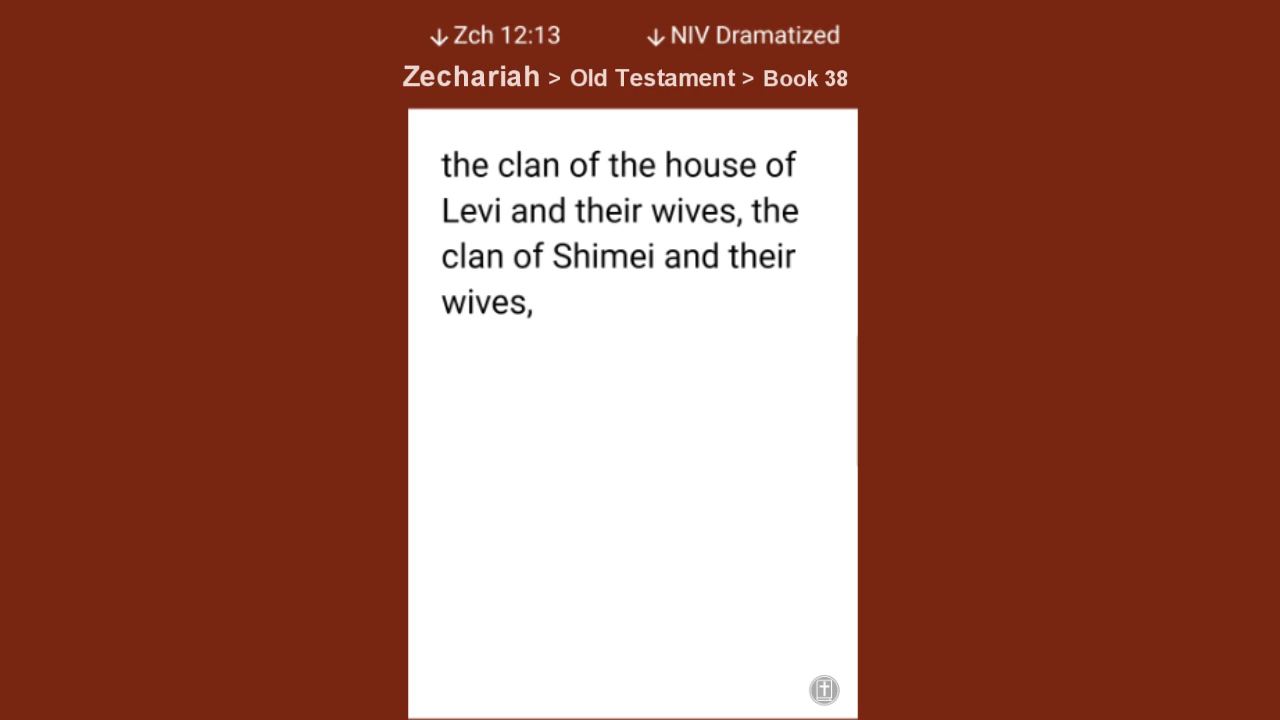 ↓ Zch 12:13 ↓ NIV Dramatized
Zechariah > Old Testament > Book 38
the clan of the house of
Levi and their wives, the
clan of Shimei and their
wives,